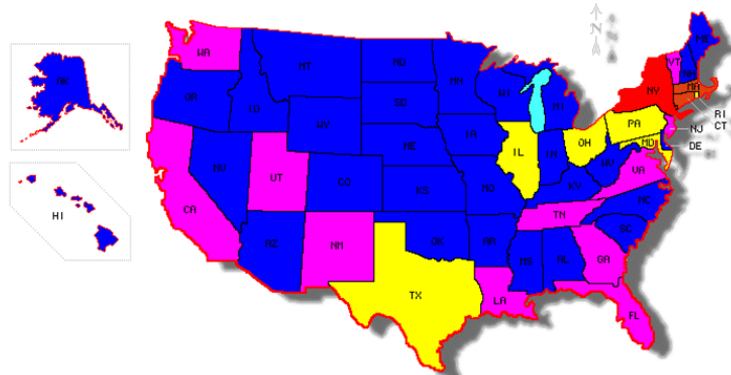 N
WA
ME
VT
AK
MT
ND
MN
NH
OR
ID
SD
WI
MI
NY
MA
WY
IA
PA
RI
CT
NE
IL
IN
OH
NJ
NV
UT
CO
MD
DE
HI
CA
KS
MO
KY
WV
VA
TN
NC
AZ
NM
OK
AR
SC
MS
AL
GA
TX
LA
FL